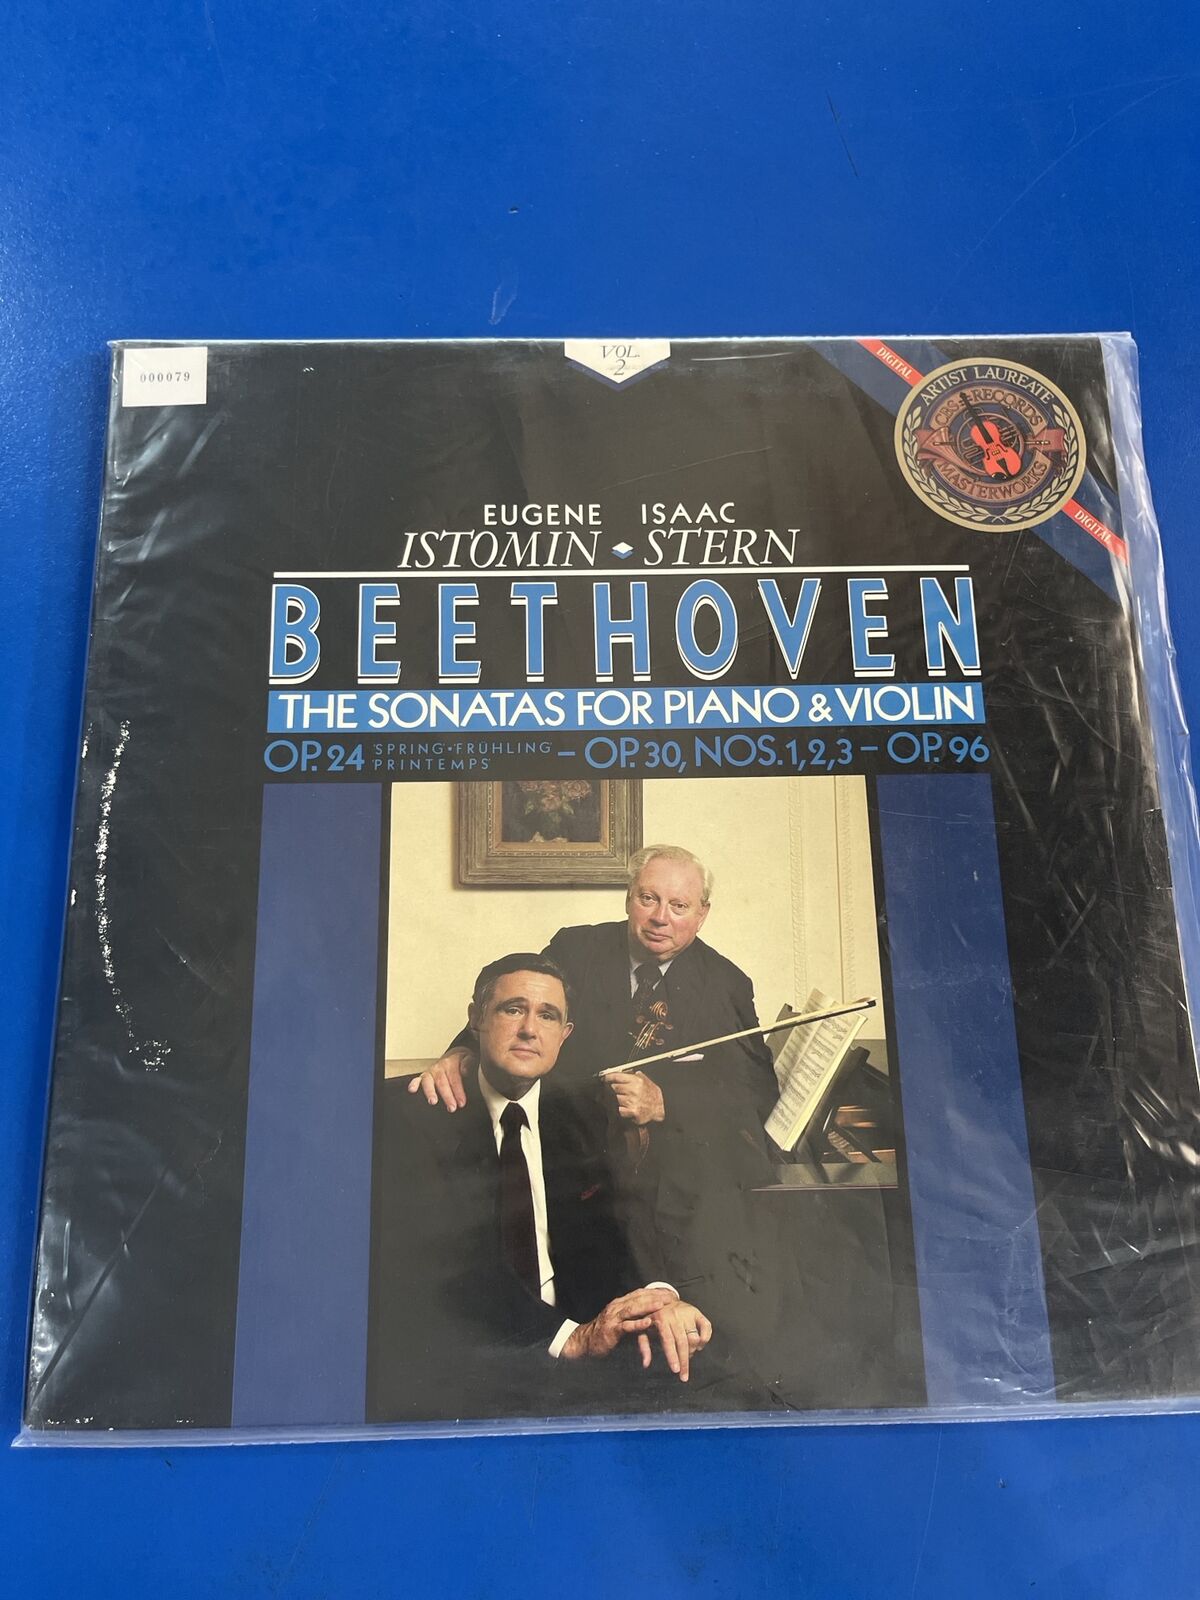 000079
VOL.
2
DIGITAL
ARTIST LAUREATE
CBS RECORDS
MASTERWORKS
DIGITAL
EUGENE ISAAC
ISTOMIN STERN
BEETHOVEN
THE SONATAS FOR PIANO & VIOLIN
OP. 24 'SPRING•FRÜHLING' – OP. 30, NOS. 1,2,3 – OP. 96
'PRINTEMPS'